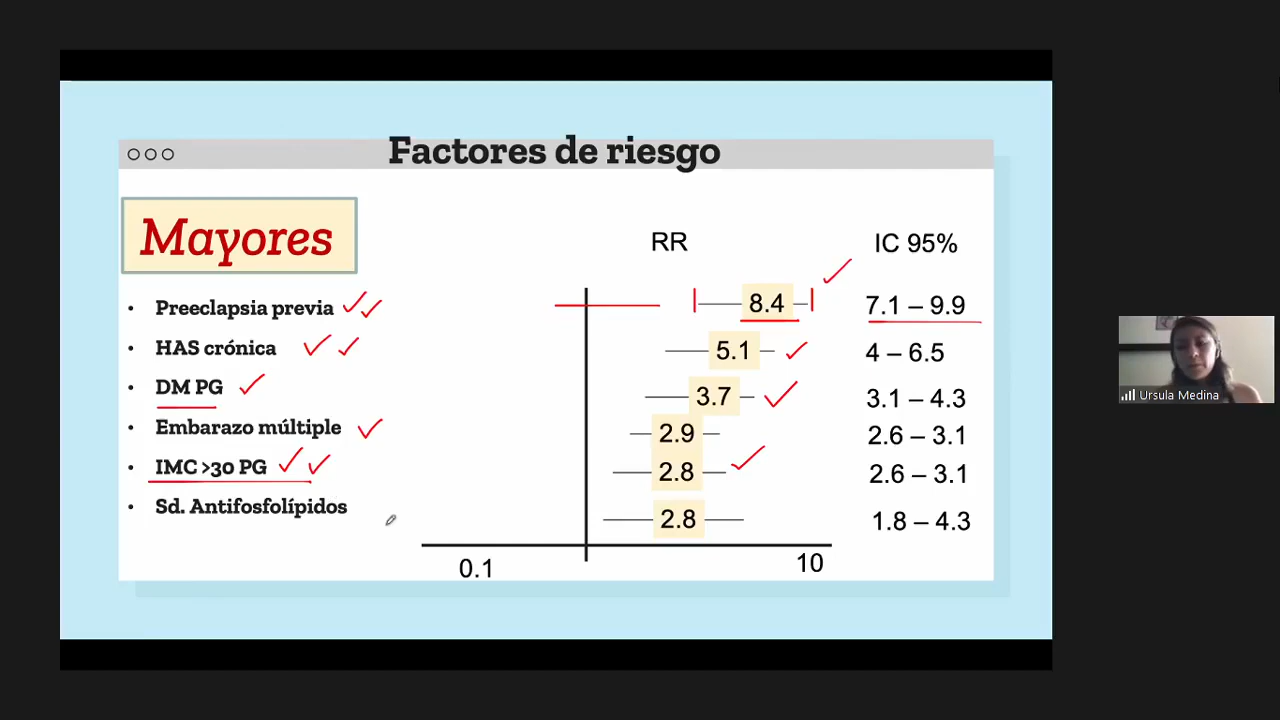 Factores de riesgo
Mayores
RR
IC 95%
• Preeclapsia previa
8.4
7.1 – 9.9
• HAS crónica
5.1
4 – 6.5
• DM PG
3.7
3.1 – 4.3
• Embarazo múltiple
2.9
2.6 – 3.1
• IMC >30 PG
2.8
2.6 – 3.1
• Sd. Antifosfolípidos
2.8
1.8 – 4.3
0.1
10
Ursula Medina